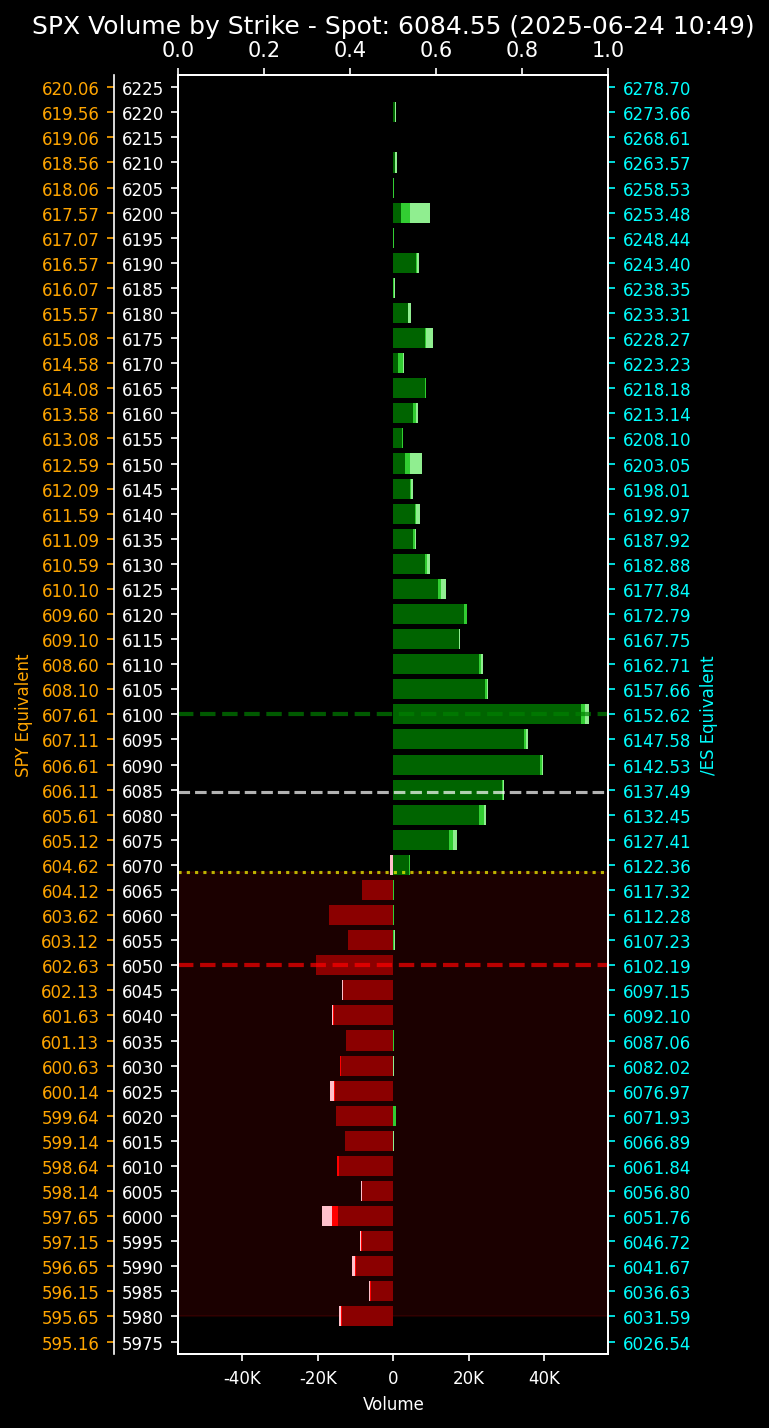 SPX Volume by Strike - Spot: 6084.55 (2025-06-24 10:49)
0.0 0.2 0.4 0.6 0.8 1.0
620.06 6225 6278.70
619.56 6220 6273.66
619.06 6215 6268.61
618.56 6210 6263.57
618.06 6205 6258.53
617.57 6200 6253.48
617.07 6195 6248.44
616.57 6190 6243.40
616.07 6185 6238.35
615.57 6180 6233.31
615.08 6175 6228.27
614.58 6170 6223.23
614.08 6165 6218.18
613.58 6160 6213.14
613.08 6155 6208.10
612.59 6150 6203.05
612.09 6145 6198.01
611.59 6140 6192.97
611.09 6135 6187.92
610.59 6130 6182.88
610.10 6125 6177.84
609.60 6120 6172.79
609.10 6115 6167.75
608.60 6110 6162.71
608.10 6105 6157.66
607.61 6100 6152.62
607.11 6095 6147.58
606.61 6090 6142.53
606.11 6085 6137.49
605.61 6080 6132.45
605.12 6075 6127.41
604.62 6070 6122.36
604.12 6065 6117.32
603.62 6060 6112.28
603.12 6055 6107.23
602.63 6050 6102.19
602.13 6045 6097.15
601.63 6040 6092.10
601.13 6035 6087.06
600.63 6030 6082.02
600.14 6025 6076.97
599.64 6020 6071.93
599.14 6015 6066.89
598.64 6010 6061.84
598.14 6005 6056.80
597.65 6000 6051.76
597.15 5995 6046.72
596.65 5990 6041.67
596.15 5985 6036.63
595.65 5980 6031.59
595.16 5975 6026.54
SPY Equivalent
/ES Equivalent
-40K -20K 0 20K 40K
Volume